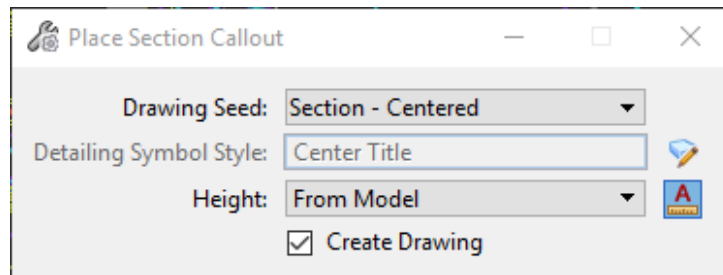 Place Section Callout
Drawing Seed: Section - Centered
Detailing Symbol Style: Center Title
Height: From Model
A
Create Drawing